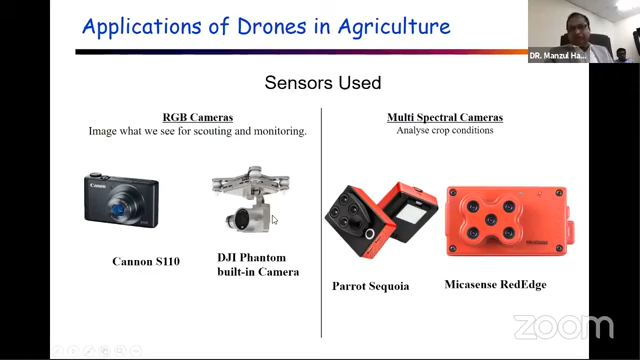 Applications of Drones in Agriculture
DR. Manzul Ha...
Sensors Used
RGB Cameras
Image what we see for scouting and monitoring.
Multi Spectral Cameras
Analyse crop conditions
Canon
Cannon S110
DJI Phantom
built-in Camera
Parrot Sequoia
Micasense RedEdge
zoom